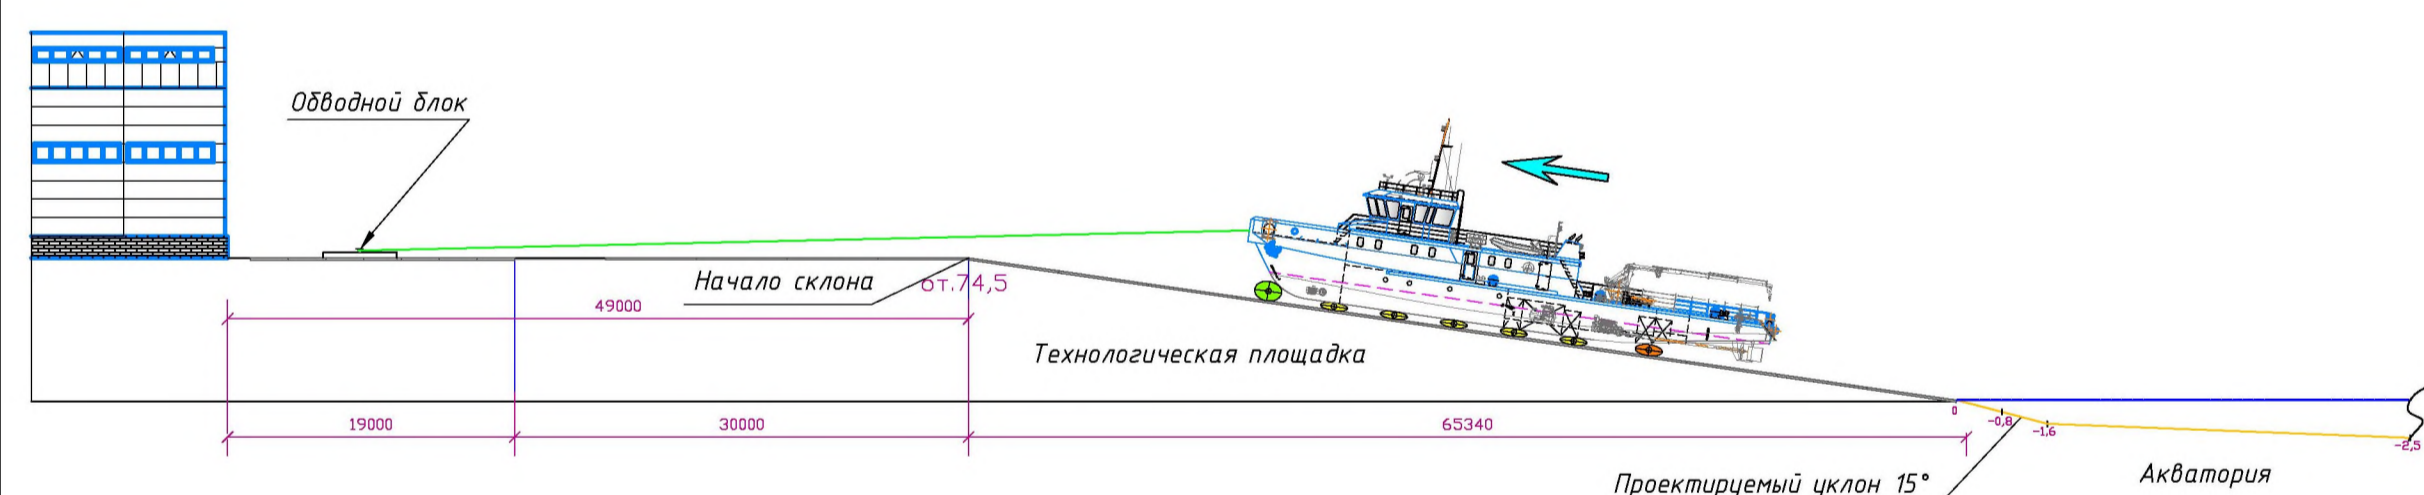 Обводной блок
Начало склона
от.74,5
49000
Технологическая площадка
19000
30000
65340
0
-0,8
-1,6
-2,5
Проектируемый уклон 15°
Акватория